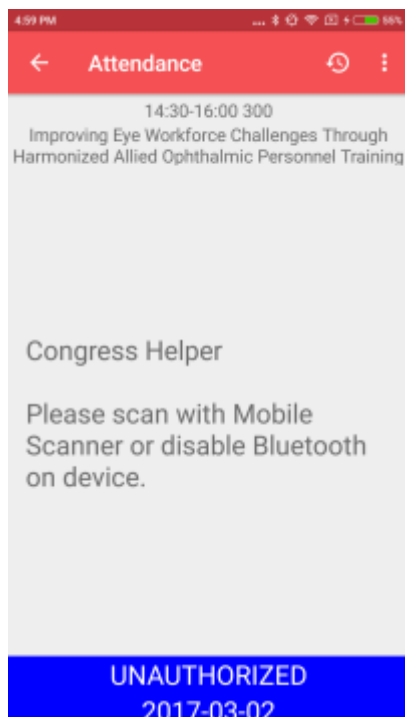 4:59 PM
... 55%
Attendance
14:30-16:00 300
Improving Eye Workforce Challenges Through
Harmonized Allied Ophthalmic Personnel Training
Congress Helper
Please scan with Mobile
Scanner or disable Bluetooth
on device.
UNAUTHORIZED
2017-03-02